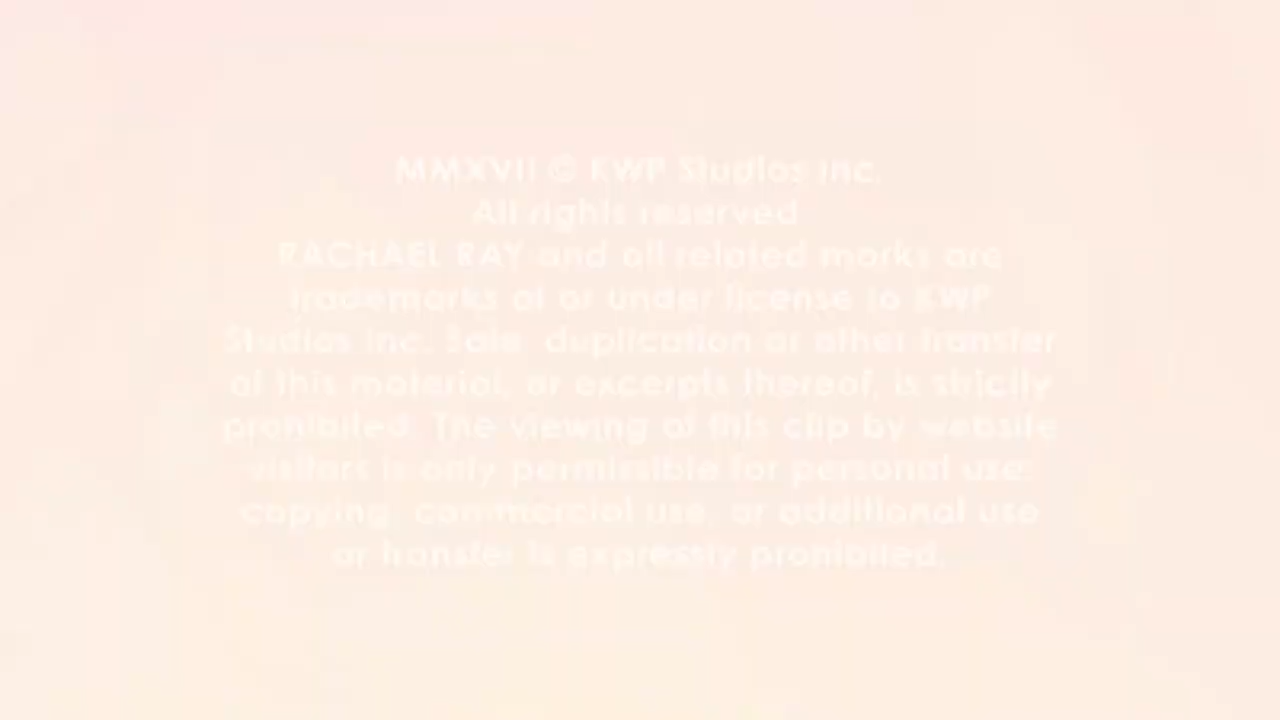 MMXVII © KWP Studios Inc.
All rights reserved
RACHAEL RAY and all related marks are
trademarks of or under license to KWP
Studios Inc. Sale, duplication or other transfer
of this material, or excerpts thereof, is strictly
prohibited. The viewing of this clip by website
visitors is only permissible for personal use:
copying, commercial use, or additional use
or transfer is expressly prohibited.